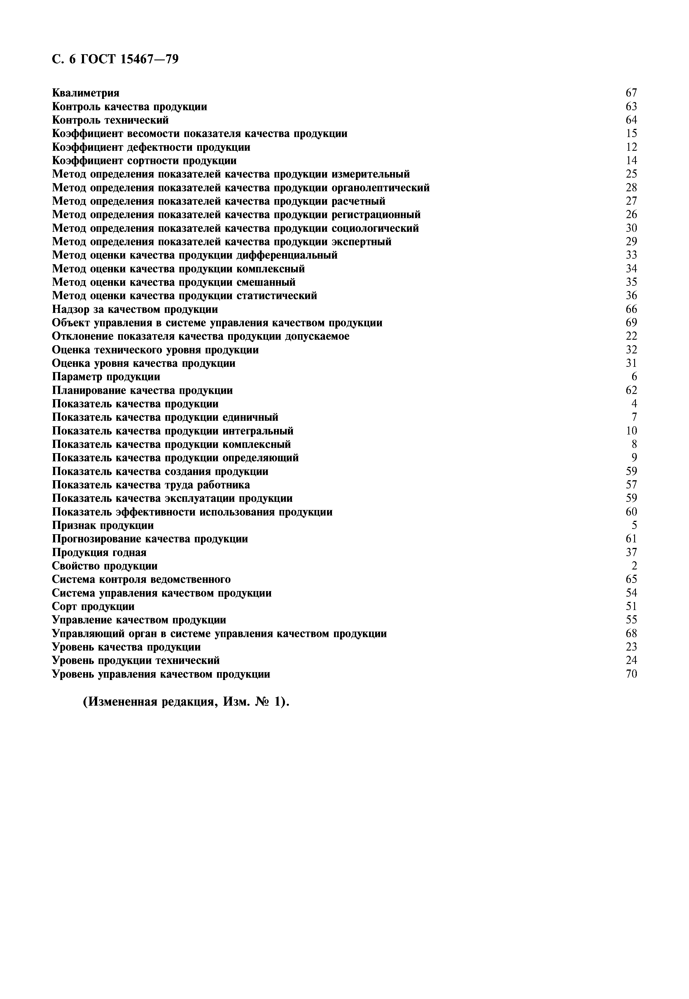 С. 6 ГОСТ 15467—79
Квалиметрия 67
Контроль качества продукции 63
Контроль технический 64
Коэффициент весомости показателя качества продукции 15
Коэффициент дефектности продукции 12
Коэффициент сортности продукции 14
Метод определения показателей качества продукции измерительный 25
Метод определения показателей качества продукции органолептический 28
Метод определения показателей качества продукции расчетный 27
Метод определения показателей качества продукции регистрационный 26
Метод определения показателей качества продукции социологический 30
Метод определения показателей качества продукции экспертный 29
Метод оценки качества продукции дифференциальный 33
Метод оценки качества продукции комплексный 34
Метод оценки качества продукции смешанный 35
Метод оценки качества продукции статистический 36
Надзор за качеством продукции 66
Объект управления в системе управления качеством продукции 69
Отклонение показателя качества продукции допускаемое 22
Оценка технического уровня продукции 32
Оценка уровня качества продукции 31
Параметр продукции 6
Планирование качества продукции 62
Показатель качества продукции 4
Показатель качества продукции единичный 7
Показатель качества продукции интегральный 10
Показатель качества продукции комплексный 8
Показатель качества продукции определяющий 9
Показатель качества создания продукции 59
Показатель качества труда работника 57
Показатель качества эксплуатации продукции 59
Показатель эффективности использования продукции 60
Признак продукции 5
Прогнозирование качества продукции 61
Продукция годная 37
Свойство продукции 2
Система контроля ведомственного 65
Система управления качеством продукции 54
Сорт продукции 51
Управление качеством продукции 55
Управляющий орган в системе управления качеством продукции 68
Уровень качества продукции 23
Уровень продукции технический 24
Уровень управления качеством продукции 70
(Измененная редакция, Изм. № 1).